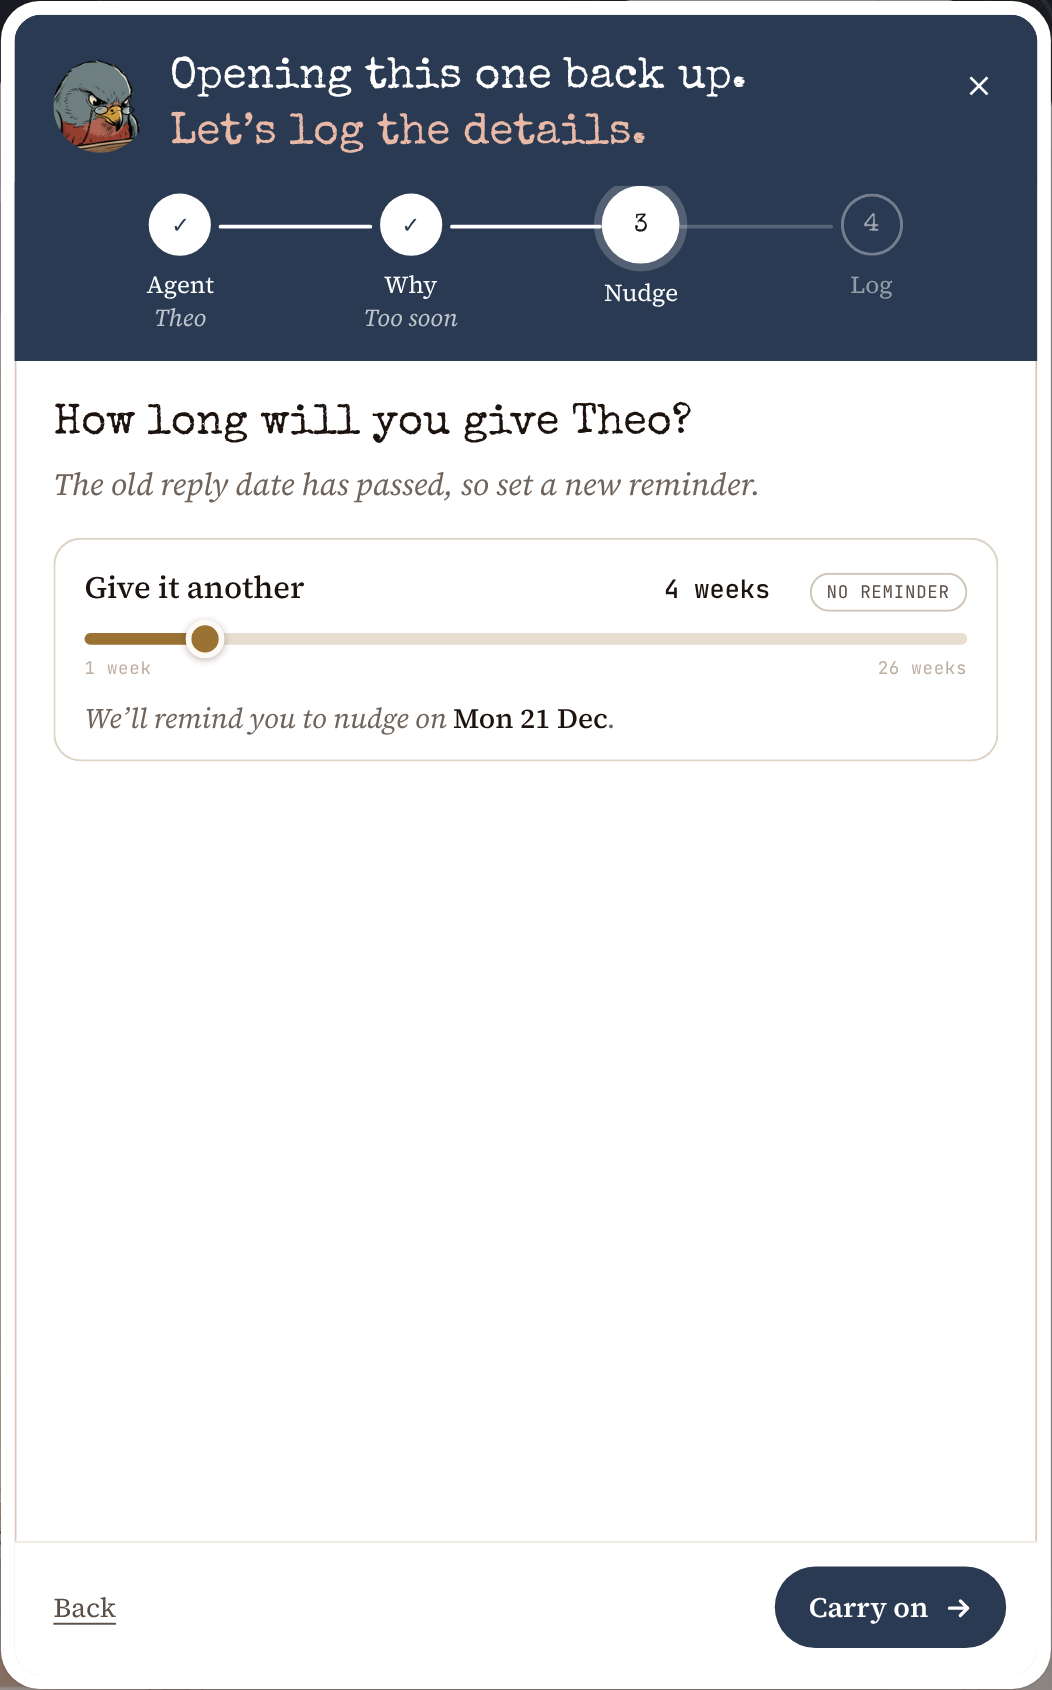 Opening this one back up.
Let’s log the details.
✓ ✓ 3 4
Agent Why Nudge Log
Theo Too soon
How long will you give Theo?
The old reply date has passed, so set a new reminder.
Give it another 4 weeks NO REMINDER
1 week 26 weeks
We’ll remind you to nudge on Mon 21 Dec.
Back Carry on →